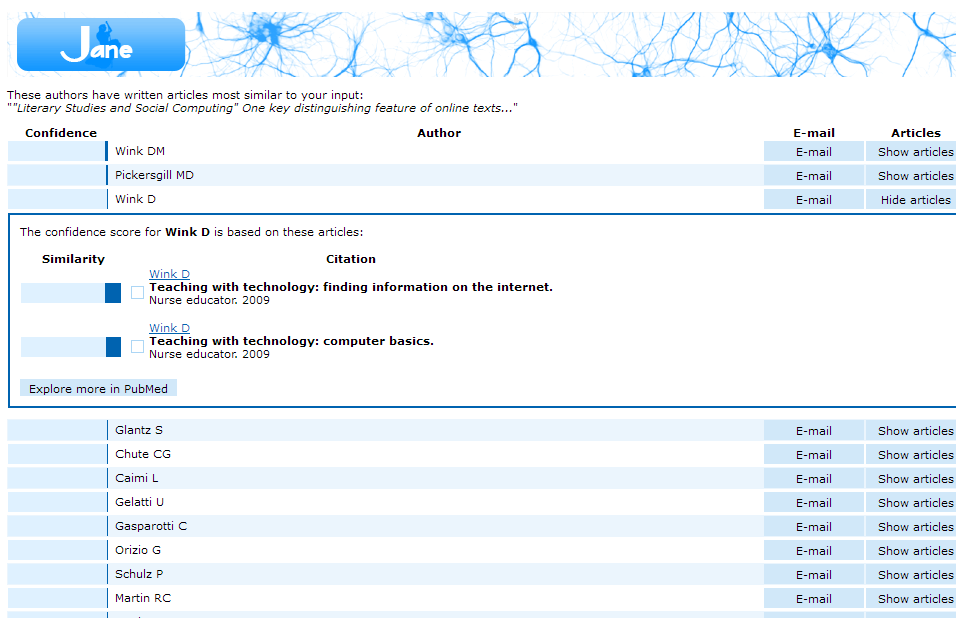 Jane
These authors have written articles most similar to your input:
""Literary Studies and Social Computing" One key distinguishing feature of online texts..."
Confidence Author E-mail Articles
Wink DM E-mail Show articles
Pickersgill MD E-mail Show articles
Wink D E-mail Hide articles
The confidence score for Wink D is based on these articles:
Similarity Citation
Wink D
Teaching with technology: finding information on the internet.
Nurse educator. 2009
Wink D
Teaching with technology: computer basics.
Nurse educator. 2009
Explore more in PubMed
Glantz S E-mail Show articles
Chute CG E-mail Show articles
Caimi L E-mail Show articles
Gelatti U E-mail Show articles
Gasparotti C E-mail Show articles
Orizio G E-mail Show articles
Schulz P E-mail Show articles
Martin RC E-mail Show articles